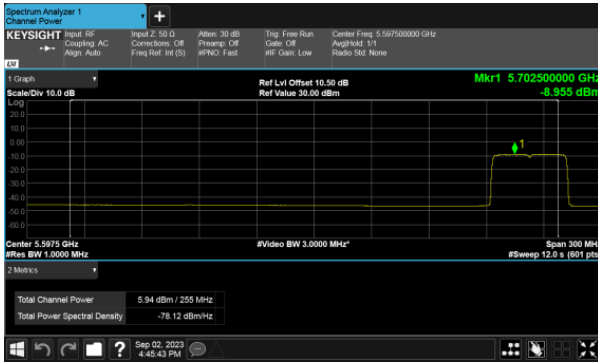 Spectrum Analyzer 1
Channel Power
+
KEYSIGHT
Input: RF
Coupling: AC
Align: Auto
Input Z: 50 Ω
Corrections: Off
Freq Ref: Int (S)
Atten: 30 dB
Preamp: Off
#PNO: Fast
Trig: Free Run
Gate: Off
#IF Gain: Low
Center Freq: 5.597500000 GHz
Avg|Hold: 1/1
Radio Std: None
LXI
1 Graph
Scale/Div 10.0 dB
Ref Lvl Offset 10.50 dB
Ref Value 30.00 dBm
Mkr1 5.702500000 GHz
-8.955 dBm
Log
20.0
10.0
0.00
-10.0
-20.0
-30.0
-40.0
-50.0
-60.0
1
Center 5.5975 GHz
#Res BW 1.0000 MHz
#Video BW 3.0000 MHz*
Span 300 MHz
#Sweep 12.0 s (601 pts)
2 Metrics
Total Channel Power 5.94 dBm / 255 MHz
Total Power Spectral Density -78.12 dBm/Hz
?
Sep 02, 2023
4:45:43 PM